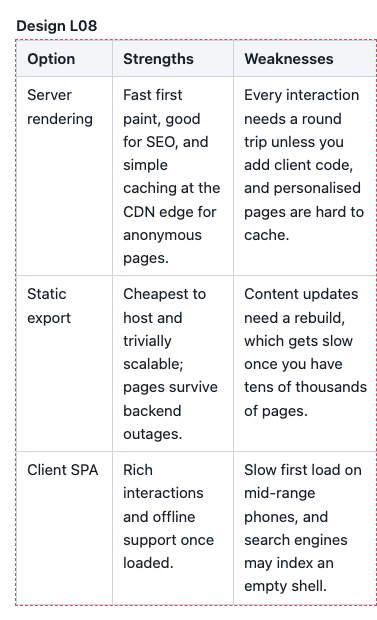 Design L08
Option Strengths Weaknesses
Server
rendering
Fast first
paint, good
for SEO, and
simple
caching at the
CDN edge for
anonymous
pages.
Every interaction
needs a round
trip unless you
add client code,
and personalised
pages are hard to
cache.
Static
export
Cheapest to
host and
trivially
scalable;
pages survive
backend
outages.
Content updates
need a rebuild,
which gets slow
once you have
tens of thousands
of pages.
Client SPA
Rich
interactions
and offline
support once
loaded.
Slow first load on
mid-range
phones, and
search engines
may index an
empty shell.